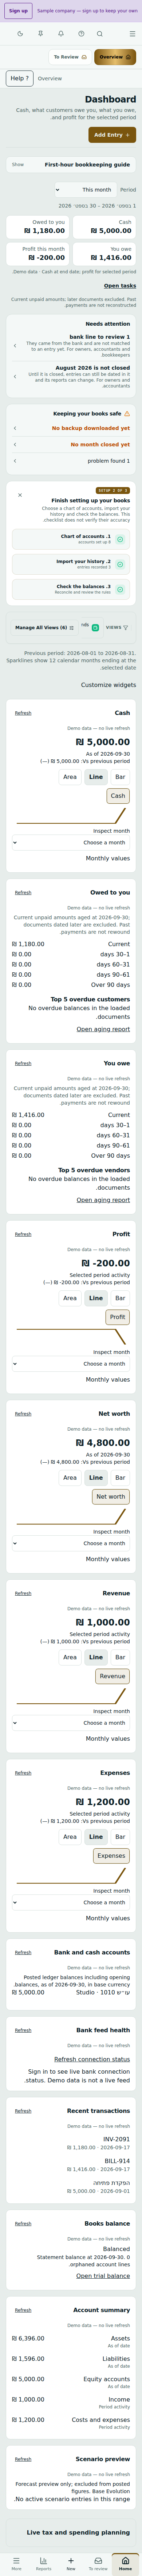 Sign up
Sample company — sign up to keep your own
To Review
Overview
Help ?
Overview
Dashboard
Cash, what customers owe you, what you owe,
and the profit for the period.
Add Entry +
First-hour bookkeeping guide
Show
Period
This month
1 בספט׳ 2026 – 30 בספט׳ 2026
Cash
₪ 5,000.00
Owed to you
₪ 1,180.00
You owe
₪ 1,416.00
Profit this month
₪ -200.00
Demo data · Cash at end date; profit for selected period.
Open tasks
Current unpaid amounts; later documents excluded. Past
payments are not reversed.
Needs attention
bank line to review 1
They came from the bank and are not matched
to an entry yet. For owners, accountants and
bookkeepers.
August 2026 is not closed
Until it is closed, entries can still be dated in it
and its reports can change. For owners and
accountants.
Keeping your books safe
No backup downloaded yet
No month closed yet
problem found 1
SETUP 3 OF 3
Finish setting up your books
Choose a chart of accounts, import your
history and check the balances. This
checklist does not verify their accuracy.
Chart of accounts .1
accounts set up 8
Import your history .2
entries recorded 3
Check the balances .3
Reconcile and review the rules
VIEWS
Manage All Views (6)
Previous period: 2026-08-01 to 2026-08-31.
Sparklines show 12 calendar months ending at the
selected date.
Customize widgets
Cash
Refresh
Demo data — no live refresh
₪ 5,000.00
As of 2026-09-30
(—) ₪ 5,000.00 :Vs previous period
Bar
Line
Area
Cash
Inspect month
Choose a month
Monthly values
Owed to you
Refresh
Demo data — no live refresh
Current unpaid amounts aged at 2026-09-30;
documents dated later are excluded. Past
payments are not rewound.
Current ₪ 1,180.00
days 30–1 ₪ 0.00
days 60–31 ₪ 0.00
days 90–61 ₪ 0.00
Over 90 days ₪ 0.00
Top 5 overdue customers
No overdue balances on the loaded
documents.
Open aging report
You owe
Refresh
Demo data — no live refresh
Current unpaid amounts aged at 2026-09-30;
documents dated later are excluded. Past
payments are not rewound.
Current ₪ 1,416.00
days 30–1 ₪ 0.00
days 60–31 ₪ 0.00
days 90–61 ₪ 0.00
Over 90 days ₪ 0.00
Top 5 overdue vendors
No overdue balances on the loaded
documents.
Open aging report
Profit
Refresh
Demo data — no live refresh
₪ -200.00
Selected period activity
(—) ₪ -200.00 :Vs previous period
Bar
Line
Area
Profit
Inspect month
Choose a month
Monthly values
Net worth
Refresh
Demo data — no live refresh
₪ 4,800.00
As of 2026-09-30
(—) ₪ 4,800.00 :Vs previous period
Bar
Line
Area
Net worth
Inspect month
Choose a month
Monthly values
Revenue
Refresh
Demo data — no live refresh
₪ 1,000.00
Selected period activity
(—) ₪ 1,000.00 :Vs previous period
Bar
Line
Area
Revenue
Inspect month
Choose a month
Monthly values
Expenses
Refresh
Demo data — no live refresh
₪ 1,200.00
Selected period activity
(—) ₪ 1,200.00 :Vs previous period
Bar
Line
Area
Expenses
Inspect month
Choose a month
Monthly values
Bank and cash accounts
Refresh
Demo data — no live refresh
Posted ledger balances including opening
balances, as of 2026-09-30, in base currency.
עו״ש Studio · 1010 ₪ 5,000.00
Bank feed health
Refresh
Demo data — no live refresh
Refresh connection status
Sign in to see live bank connection
status. Demo data is not a live feed.
Recent transactions
Refresh
Demo data — no live refresh
INV-2091
₪ 1,180.00 · 2026-09-17
BILL-914
₪ 1,416.00 · 2026-09-17
הפקדת פתיחה
₪ 5,000.00 · 2026-09-01
Books balance
Refresh
Demo data — no live refresh
Balanced
Statement balance at 2026-09-30. 0
orphaned account lines.
Open trial balance
Account summary
Refresh
Demo data — no live refresh
Assets ₪ 6,396.00
As of date
Liabilities ₪ 1,596.00
As of date
Equity accounts ₪ 5,000.00
As of date
Income ₪ 1,000.00
Period activity
Costs and expenses ₪ 1,200.00
Period activity
Scenario preview
Refresh
Demo data — no live refresh
Forecast preview only; excluded from posted
figures. Base Evolution
No active scenario entries in this range.
Live tax and spending planning
Home
To review
New
Reports
More